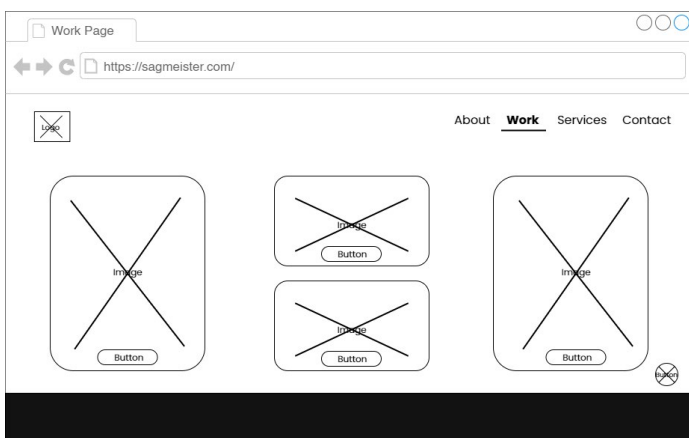 Work Page
https://sagmeister.com/
Logo
About Work Services Contact
Image
Button
Image
Button
Image
Button
Image
Button
Button